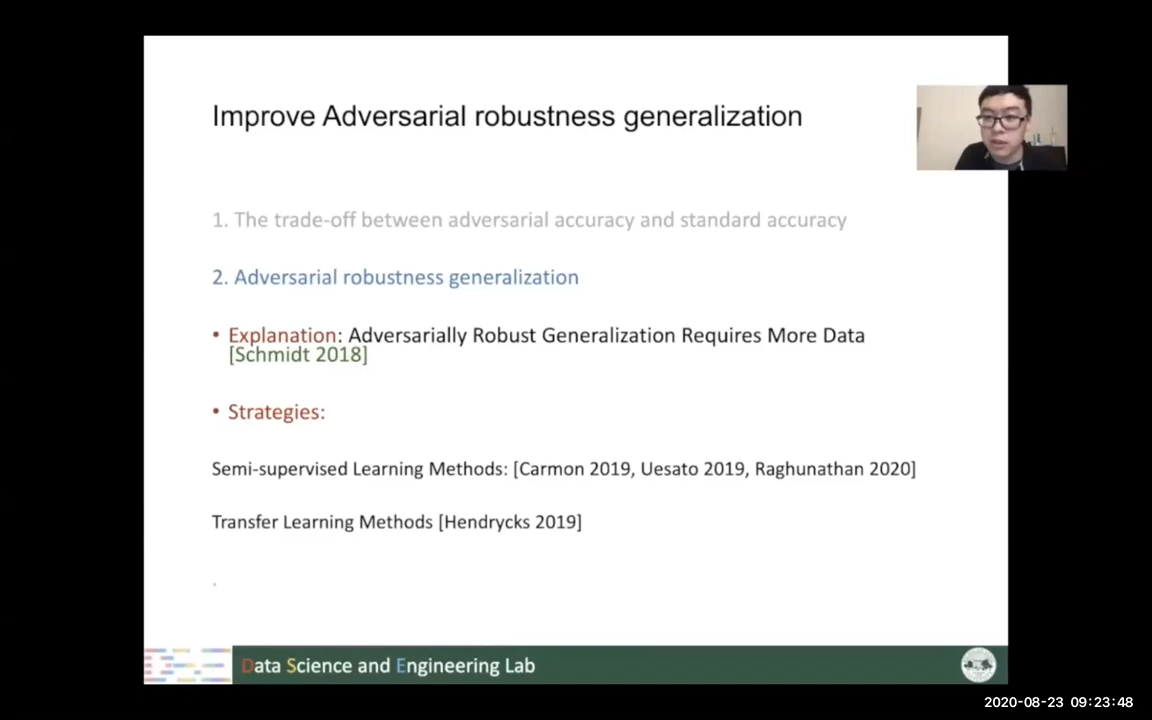 Improve Adversarial robustness generalization
1. The trade-off between adversarial accuracy and standard accuracy
2. Adversarial robustness generalization
• Explanation: Adversarially Robust Generalization Requires More Data
[Schmidt 2018]
• Strategies:
Semi-supervised Learning Methods: [Carmon 2019, Uesato 2019, Raghunathan 2020]
Transfer Learning Methods [Hendrycks 2019]
.
Data Science and Engineering Lab
2020-08-23 09:23:48